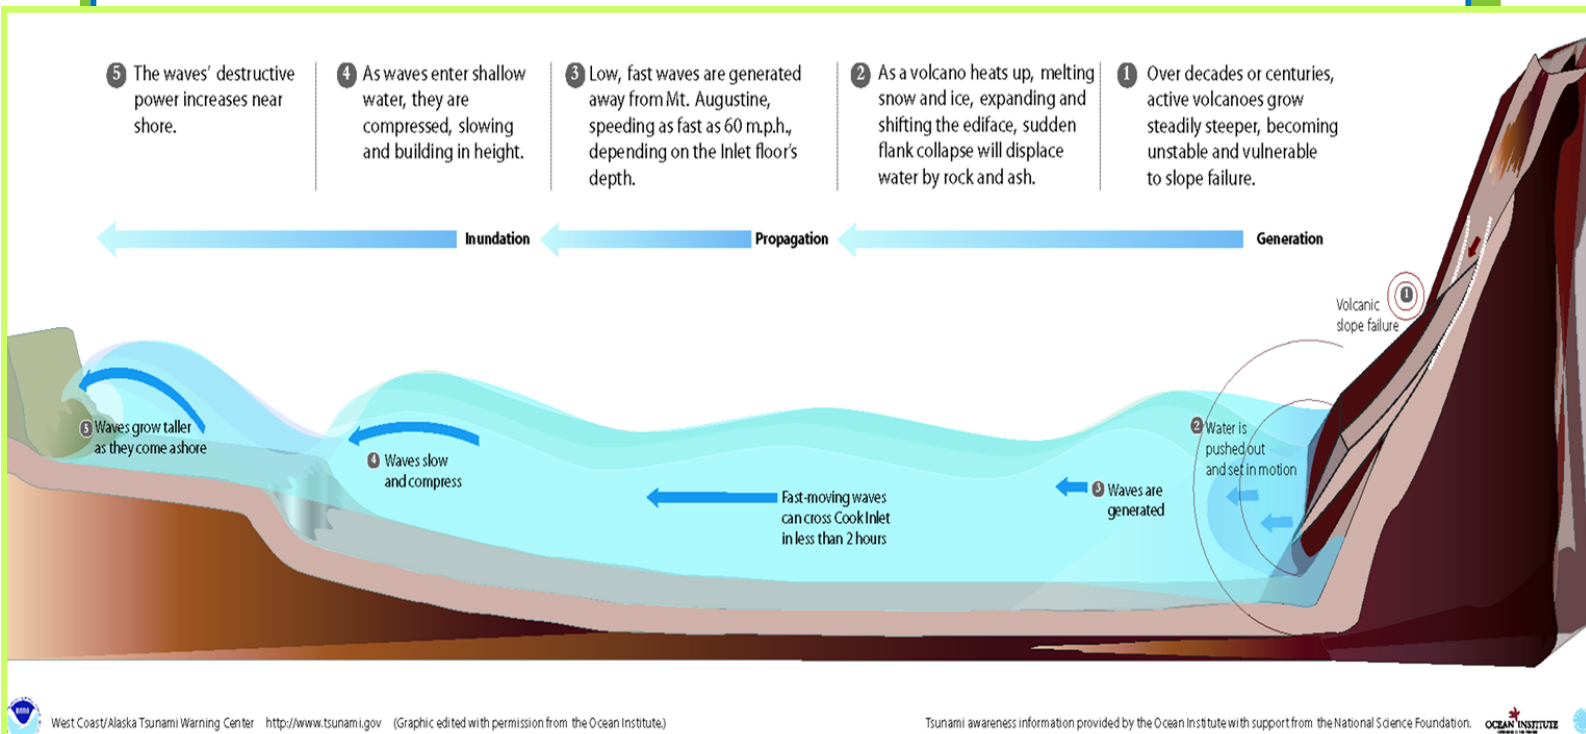 5 The waves' destructive
power increases near
shore.
4 As waves enter shallow
water, they are
compressed, slowing
and building in height.
3 Low, fast waves are generated
away from Mt. Augustine,
speeding as fast as 60 m.p.h.,
depending on the Inlet floor's
depth.
2 As a volcano heats up, melting
snow and ice, expanding and
shifting the ediface, sudden
flank collapse will displace
water by rock and ash.
1 Over decades or centuries,
active volcanoes grow
steadily steeper, becoming
unstable and vulnerable
to slope failure.
Inundation
Propagation
Generation
Volcanic
slope failure
1
5 Waves grow taller
as they come ashore
4 Waves slow
and compress
Fast-moving waves
can cross Cook Inlet
in less than 2 hours
3 Waves are
generated
2 Water is
pushed out
and set in motion
West Coast/Alaska Tsunami Warning Center http://www.tsunami.gov (Graphic edited with permission from the Ocean Institute.)
Tsunami awareness information provided by the Ocean Institute with support from the National Science Foundation.
OCEAN INSTITUTE